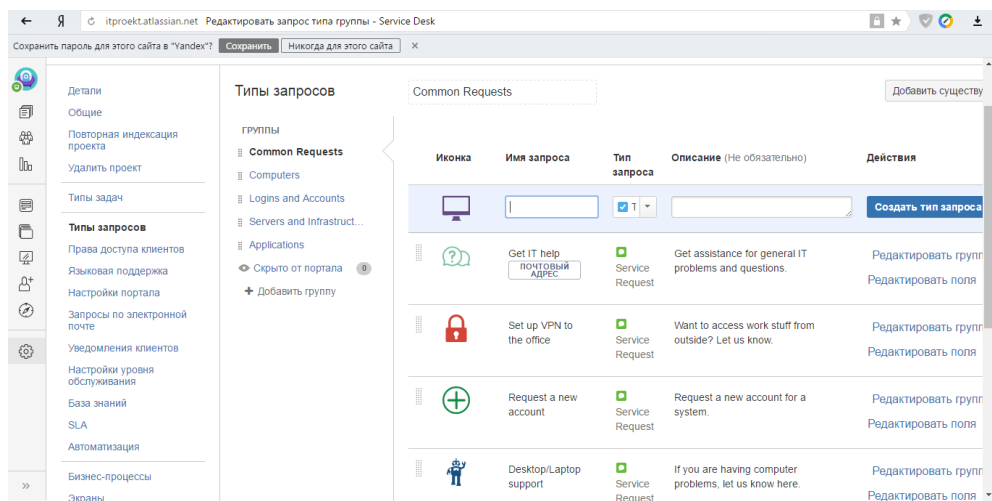 itproekt.atlassian.net Редактировать запрос типа группы - Service Desk
Сохранить пароль для этого сайта в "Yandex"? Сохранить Никогда для этого сайта
Детали
Общие
Повторная индексация
проекта
Удалить проект
Типы задач
Типы запросов
Права доступа клиентов
Языковая поддержка
Настройки портала
Запросы по электронной
почте
Уведомления клиентов
Настройки уровня
обслуживания
База знаний
SLA
Автоматизация
Бизнес-процессы
Экраны
Типы запросов
ГРУППЫ
Common Requests
Computers
Logins and Accounts
Servers and Infrastruct...
Applications
Скрыто от портала 0
Добавить группу
Common Requests
Добавить существу
Иконка Имя запроса Тип запроса Описание (Не обязательно) Действия
T Создать тип запроса
Get IT help
ПОЧТОВЫЙ
АДРЕС
Service
Request
Get assistance for general IT
problems and questions.
Редактировать групп
Редактировать поля
Set up VPN to
the office
Service
Request
Want to access work stuff from
outside? Let us know.
Редактировать групп
Редактировать поля
Request a new
account
Service
Request
Request a new account for a
system.
Редактировать групп
Редактировать поля
Desktop/Laptop
support
Service
Request
If you are having computer
problems, let us know here.
Редактировать групп
Редактировать поля